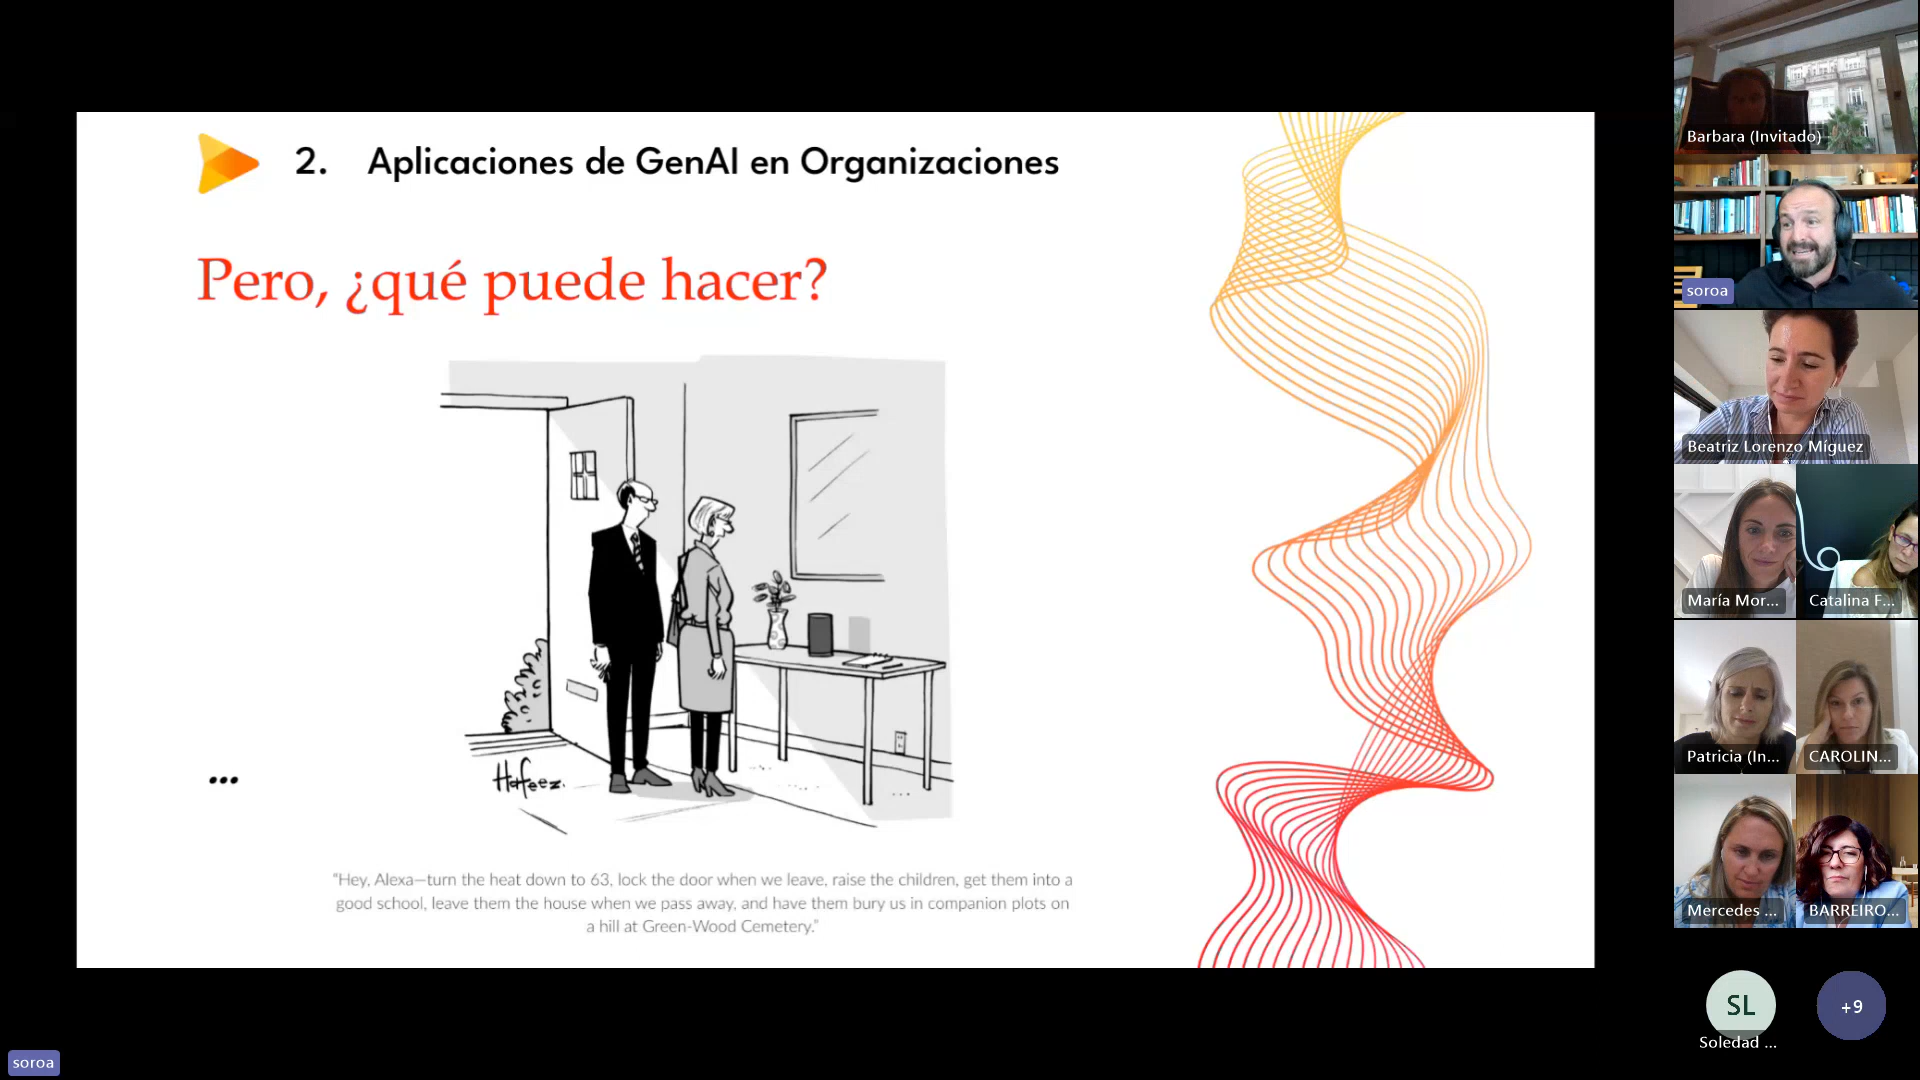 2. Aplicaciones de GenAI en Organizaciones
Pero, ¿qué puede hacer?
Hafeez.
...
"Hey, Alexa—turn the heat down to 63, lock the door when we leave, raise the children, get them into a
good school, leave them the house when we pass away, and have them bury us in companion plots on
a hill at Green-Wood Cemetery."
Barbara (Invitado)
soroa
Beatriz Lorenzo Míguez
María Mor...
Catalina F...
Patricia (In...
CAROLIN...
Mercedes ...
BARREIRO...
SL
+9
Soledad ...
soroa